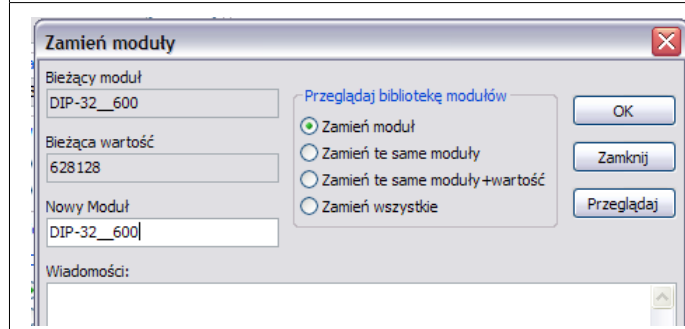 Zamień moduły
Bieżący moduł
DIP-32__600
Bieżąca wartość
628128
Nowy Moduł
DIP-32__600
Wiadomości:
Przeglądaj bibliotekę modułów
Zamień moduł
Zamień te same moduły
Zamień te same moduły+wartość
Zamień wszystkie
OK
Zamknij
Przeglądaj